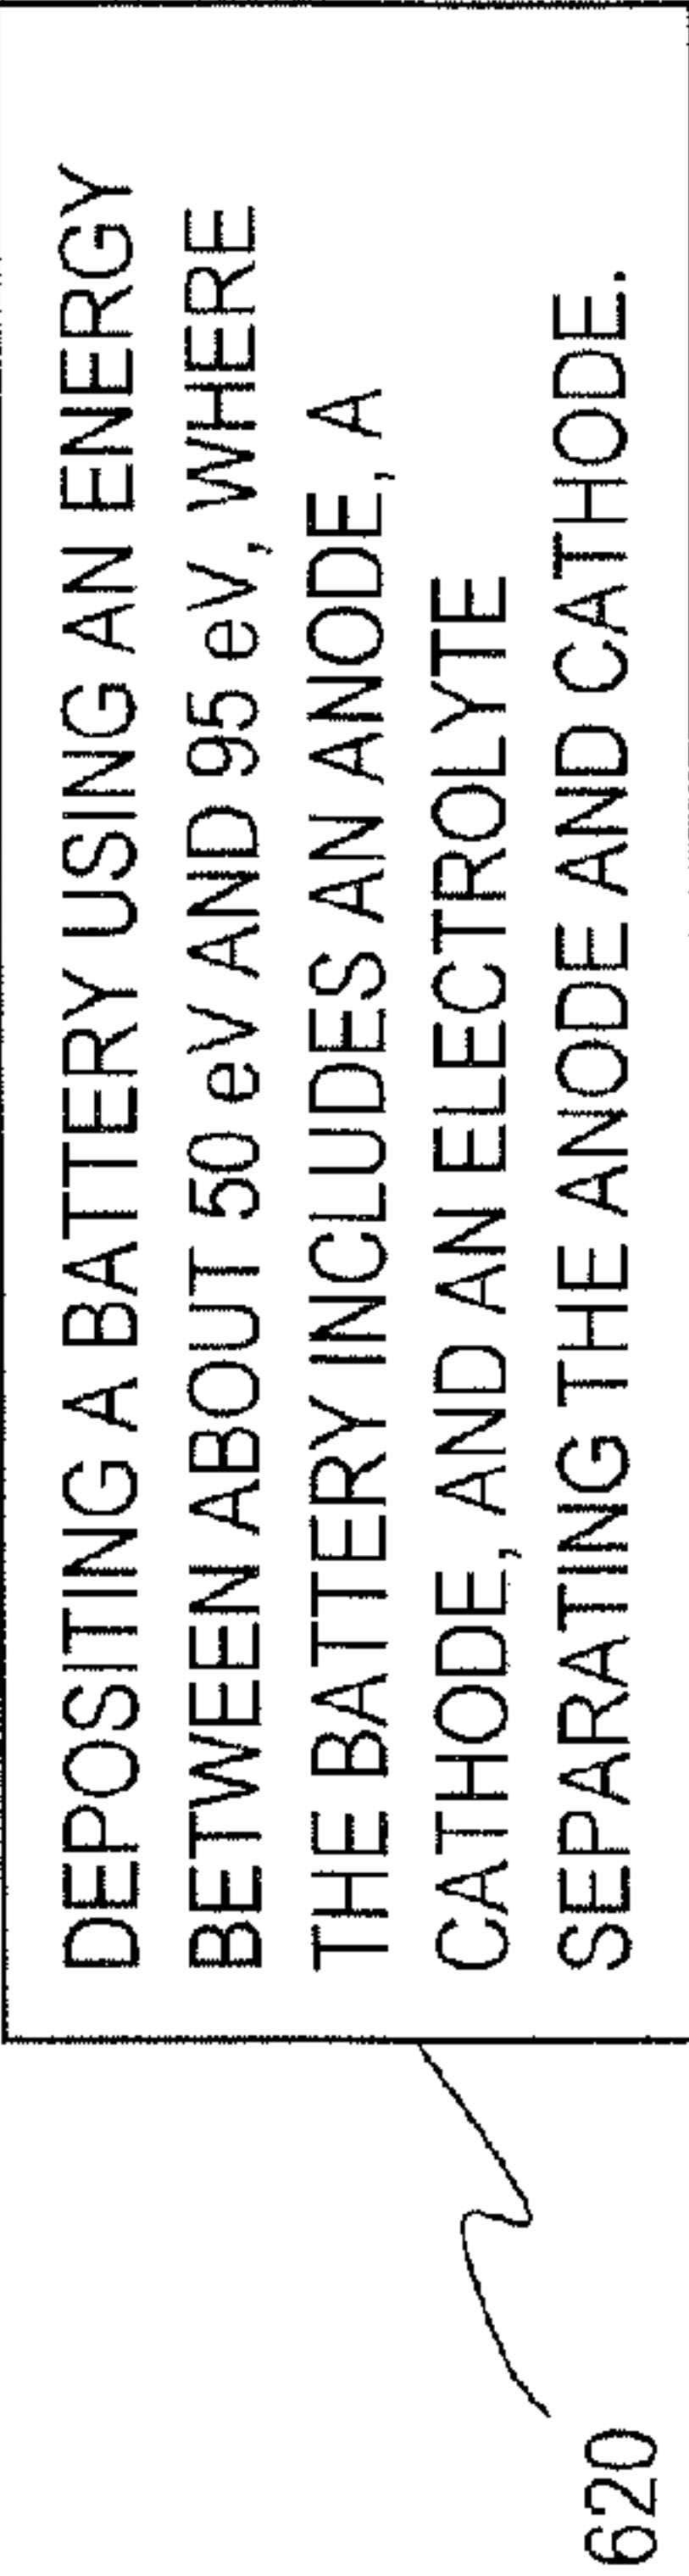 DEPOSITING A BATTERY USING AN ENERGY
BETWEEN ABOUT 50 eV AND 95 eV, WHERE
THE BATTERY INCLUDES AN ANODE, A
CATHODE, AND AN ELECTROLYTE
SEPARATING THE ANODE AND CATHODE.
620